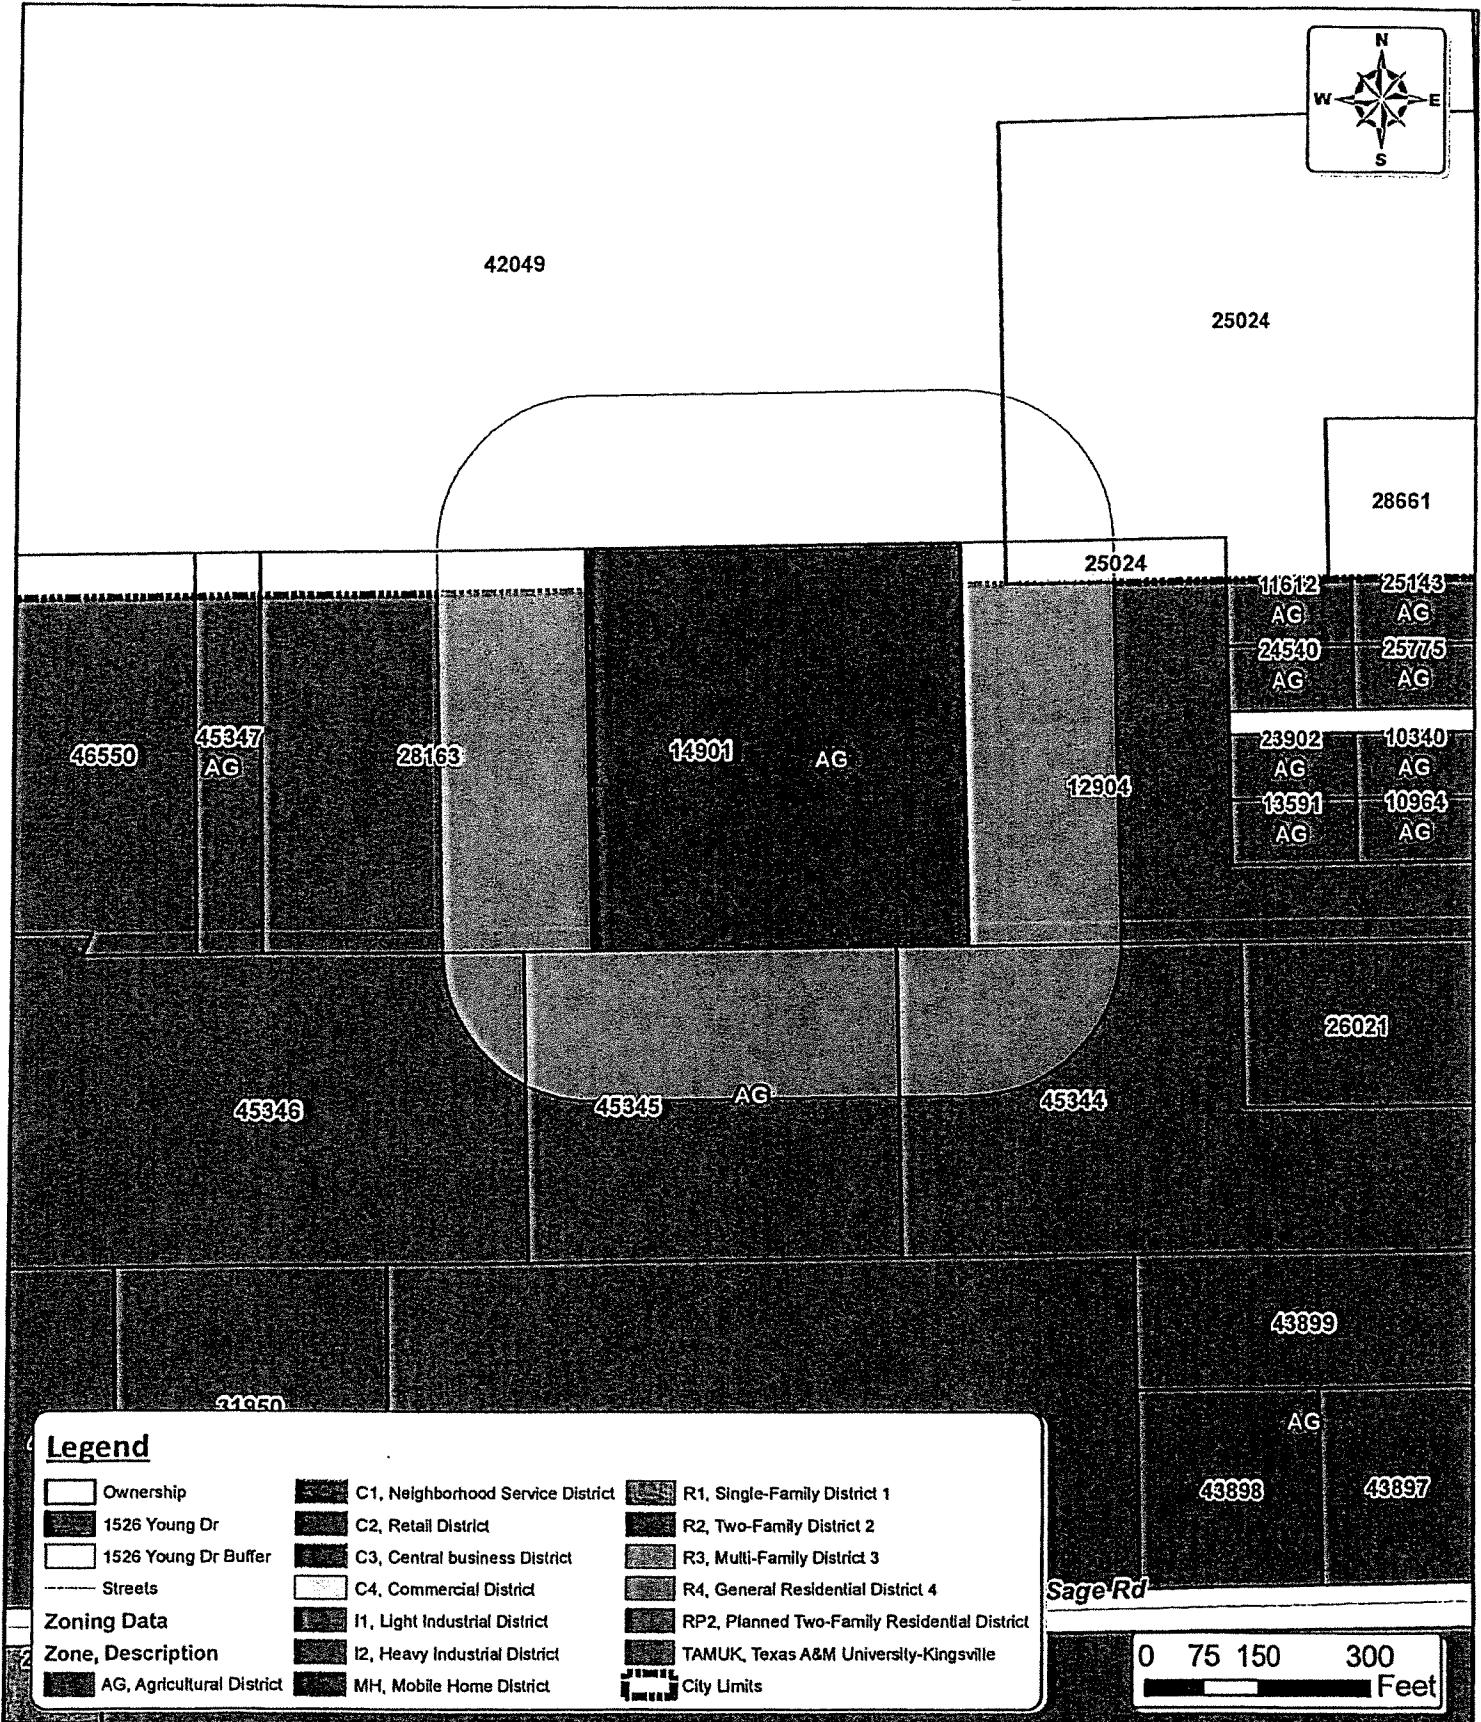 N
W E
S
42049
25024
28661
25024
11612
AG
25143
AG
24540
AG
25775
AG
46550
45347
AG
28163
14901 AG
12904
23902
AG
10340
AG
13591
AG
10964
AG
26021
45346
45345 AG
45344
43899
31950
AG
43898
43897
Sage Rd
Legend
Ownership
1526 Young Dr
1526 Young Dr Buffer
Streets
Zoning Data
Zone, Description
AG, Agricultural District
C1, Neighborhood Service District
C2, Retail District
C3, Central business District
C4, Commercial District
I1, Light Industrial District
I2, Heavy Industrial District
MH, Mobile Home District
R1, Single-Family District 1
R2, Two-Family District 2
R3, Multi-Family District 3
R4, General Residential District 4
RP2, Planned Two-Family Residential District
TAMUK, Texas A&M University-Kingsville
City Limits
0 75 150 300
Feet